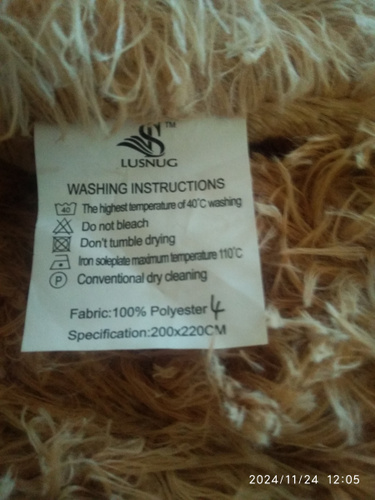 TM
LUSNUG
WASHING INSTRUCTIONS
40 The highest temperature of 40°C washing
Do not bleach
Don't tumble drying
Iron soleplate maximum temperature 110°C
P Conventional dry cleaning
Fabric:100% Polyester 4
Specification:200x220CM
2024/11/24 12:05